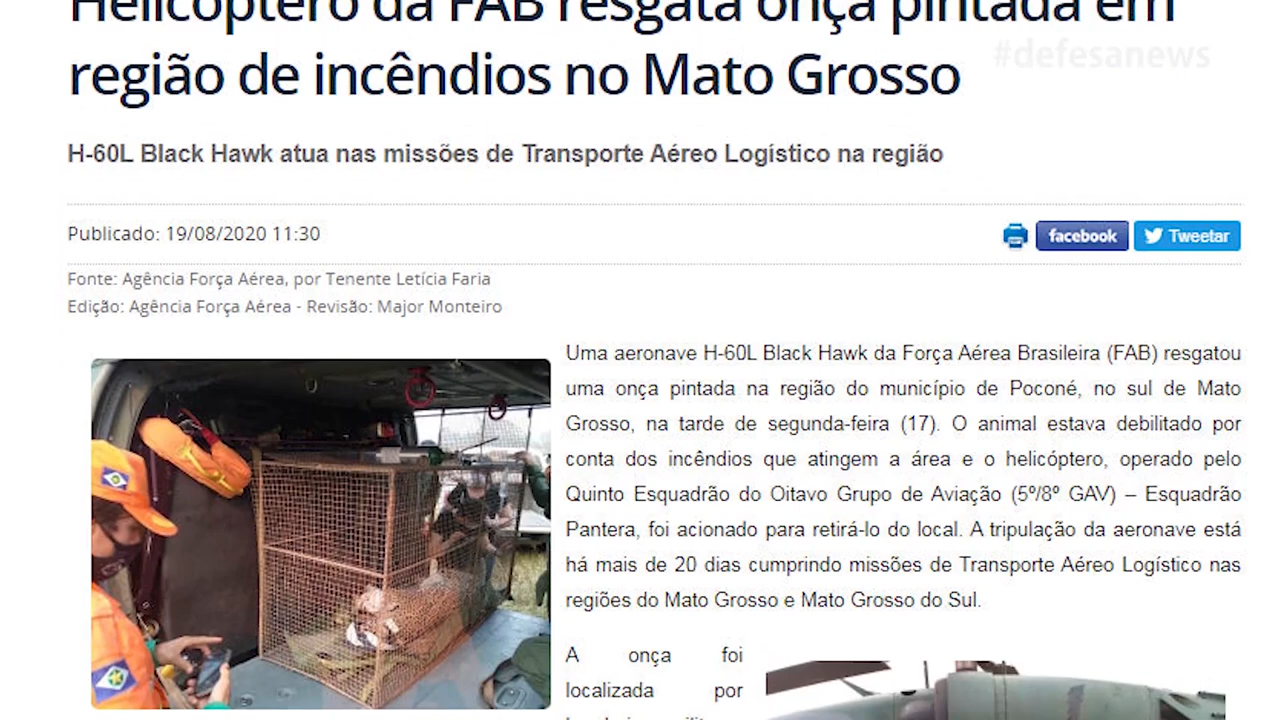 Helicóptero da FAB resgata onça pintada em
#defesanews
região de incêndios no Mato Grosso
H-60L Black Hawk atua nas missões de Transporte Aéreo Logístico na região
Publicado: 19/08/2020 11:30
facebook
Tweetar
Fonte: Agência Força Aérea, por Tenente Letícia Faria
Edição: Agência Força Aérea - Revisão: Major Monteiro
Uma aeronave H-60L Black Hawk da Força Aérea Brasileira (FAB) resgatou
uma onça pintada na região do município de Poconé, no sul de Mato
Grosso, na tarde de segunda-feira (17). O animal estava debilitado por
conta dos incêndios que atingem a área e o helicóptero, operado pelo
Quinto Esquadrão do Oitavo Grupo de Aviação (5º/8º GAV) – Esquadrão
Pantera, foi acionado para retirá-lo do local. A tripulação da aeronave está
há mais de 20 dias cumprindo missões de Transporte Aéreo Logístico nas
regiões do Mato Grosso e Mato Grosso do Sul.
A onça foi
localizada por